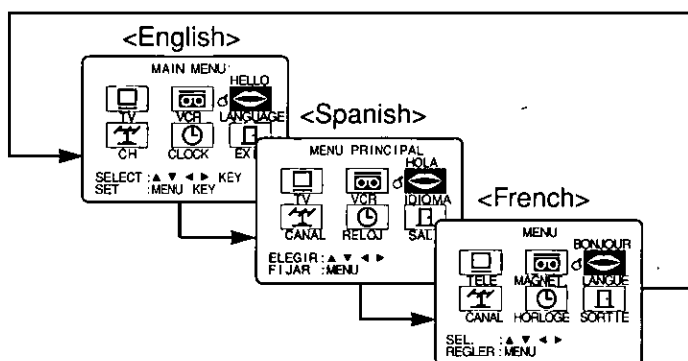 <English>
MAIN MENU
HELLO
TV VCR LANGUAGE
CH CLOCK
SELECT :▲ ▼ ◄ ► KEY
SET :MENU KEY
<Spanish>
MENU PRINCIPAL
HOLA
TV VCR IDIOMA
CANAL RELOJ
ELEGIR:▲ ▼ ◄ ►
FIJAR :MENU
<French>
MENU
BONJOUR
TELE MAGNET LANGUE
CANAL HORLOGE SORTTE
SEL. :▲ ▼ ◄ ►
REGLER:MENU